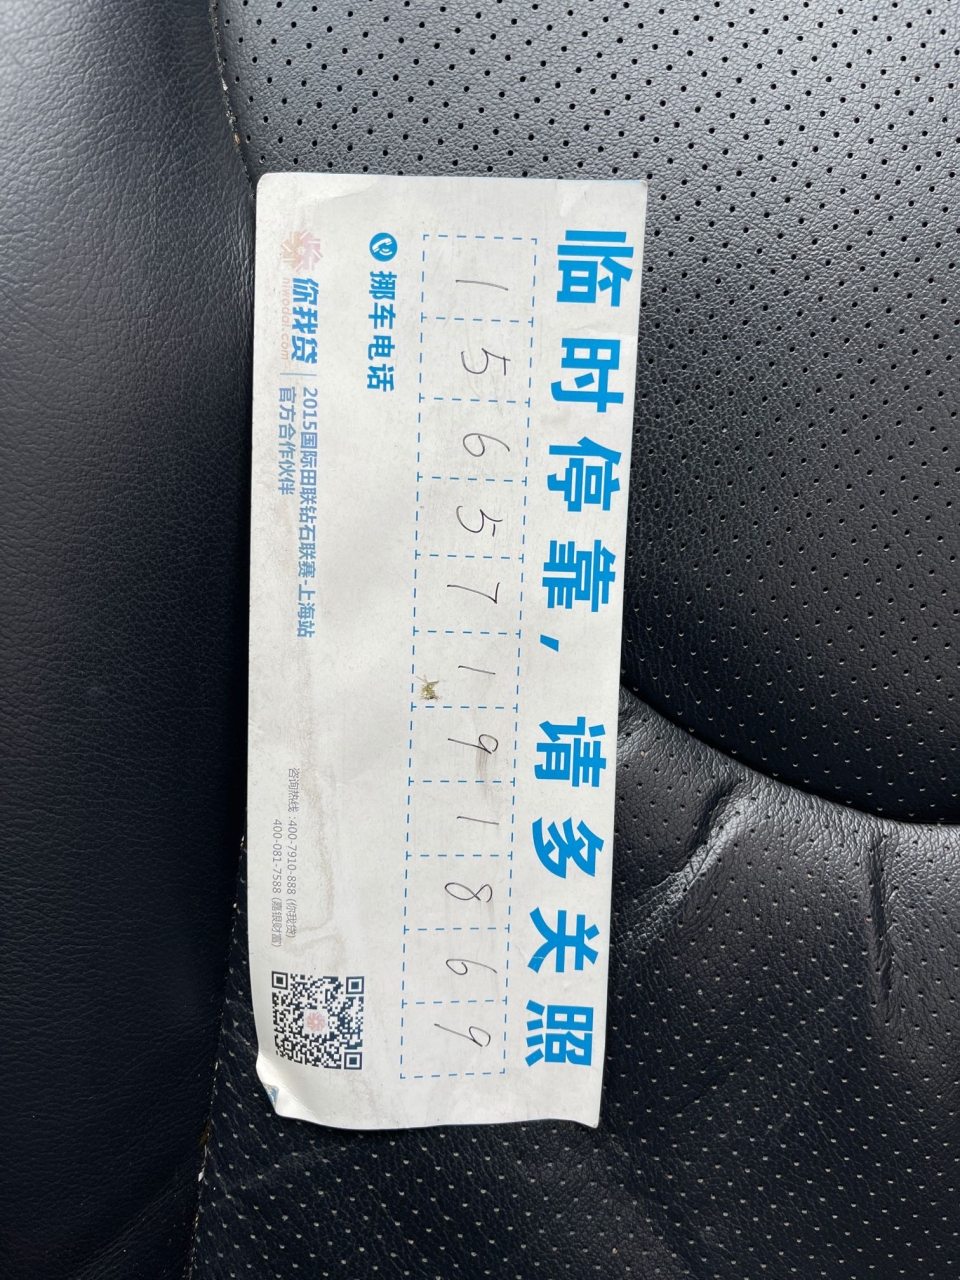 临时停靠，请多关照
15657191869
挪车电话
你我贷
niwodai.com
2015国际田联钻石联赛-上海站
官方合作伙伴
咨询热线：400-7910-888 (你我贷)
400-081-7588 (嘉银财富)